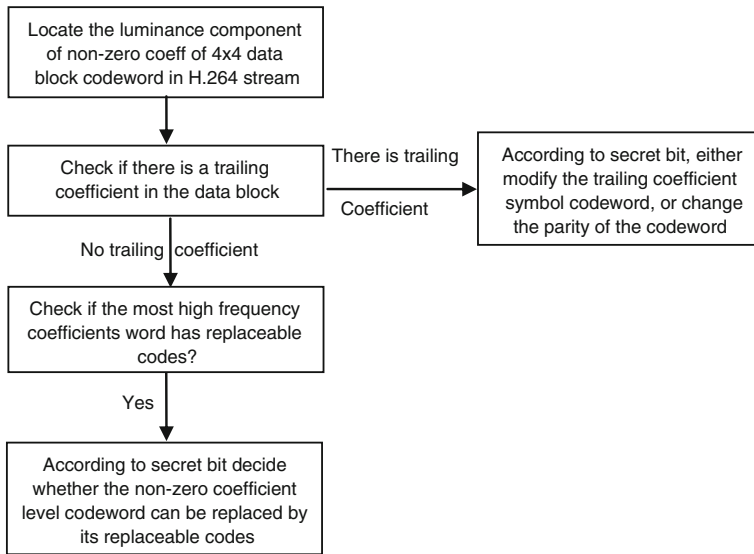 Locate the luminance component
of non-zero coeff of 4x4 data
block codeword in H.264 stream
Check if there is a trailing
coefficient in the data block
There is trailing
Coefficient
According to secret bit, either
modify the trailing coefficient
symbol codeword, or change
the parity of the codeword
No trailing coefficient
Check if the most high frequency
coefficients word has replaceable
codes?
Yes
According to secret bit decide
whether the non-zero coefficient
level codeword can be replaced by
its replaceable codes